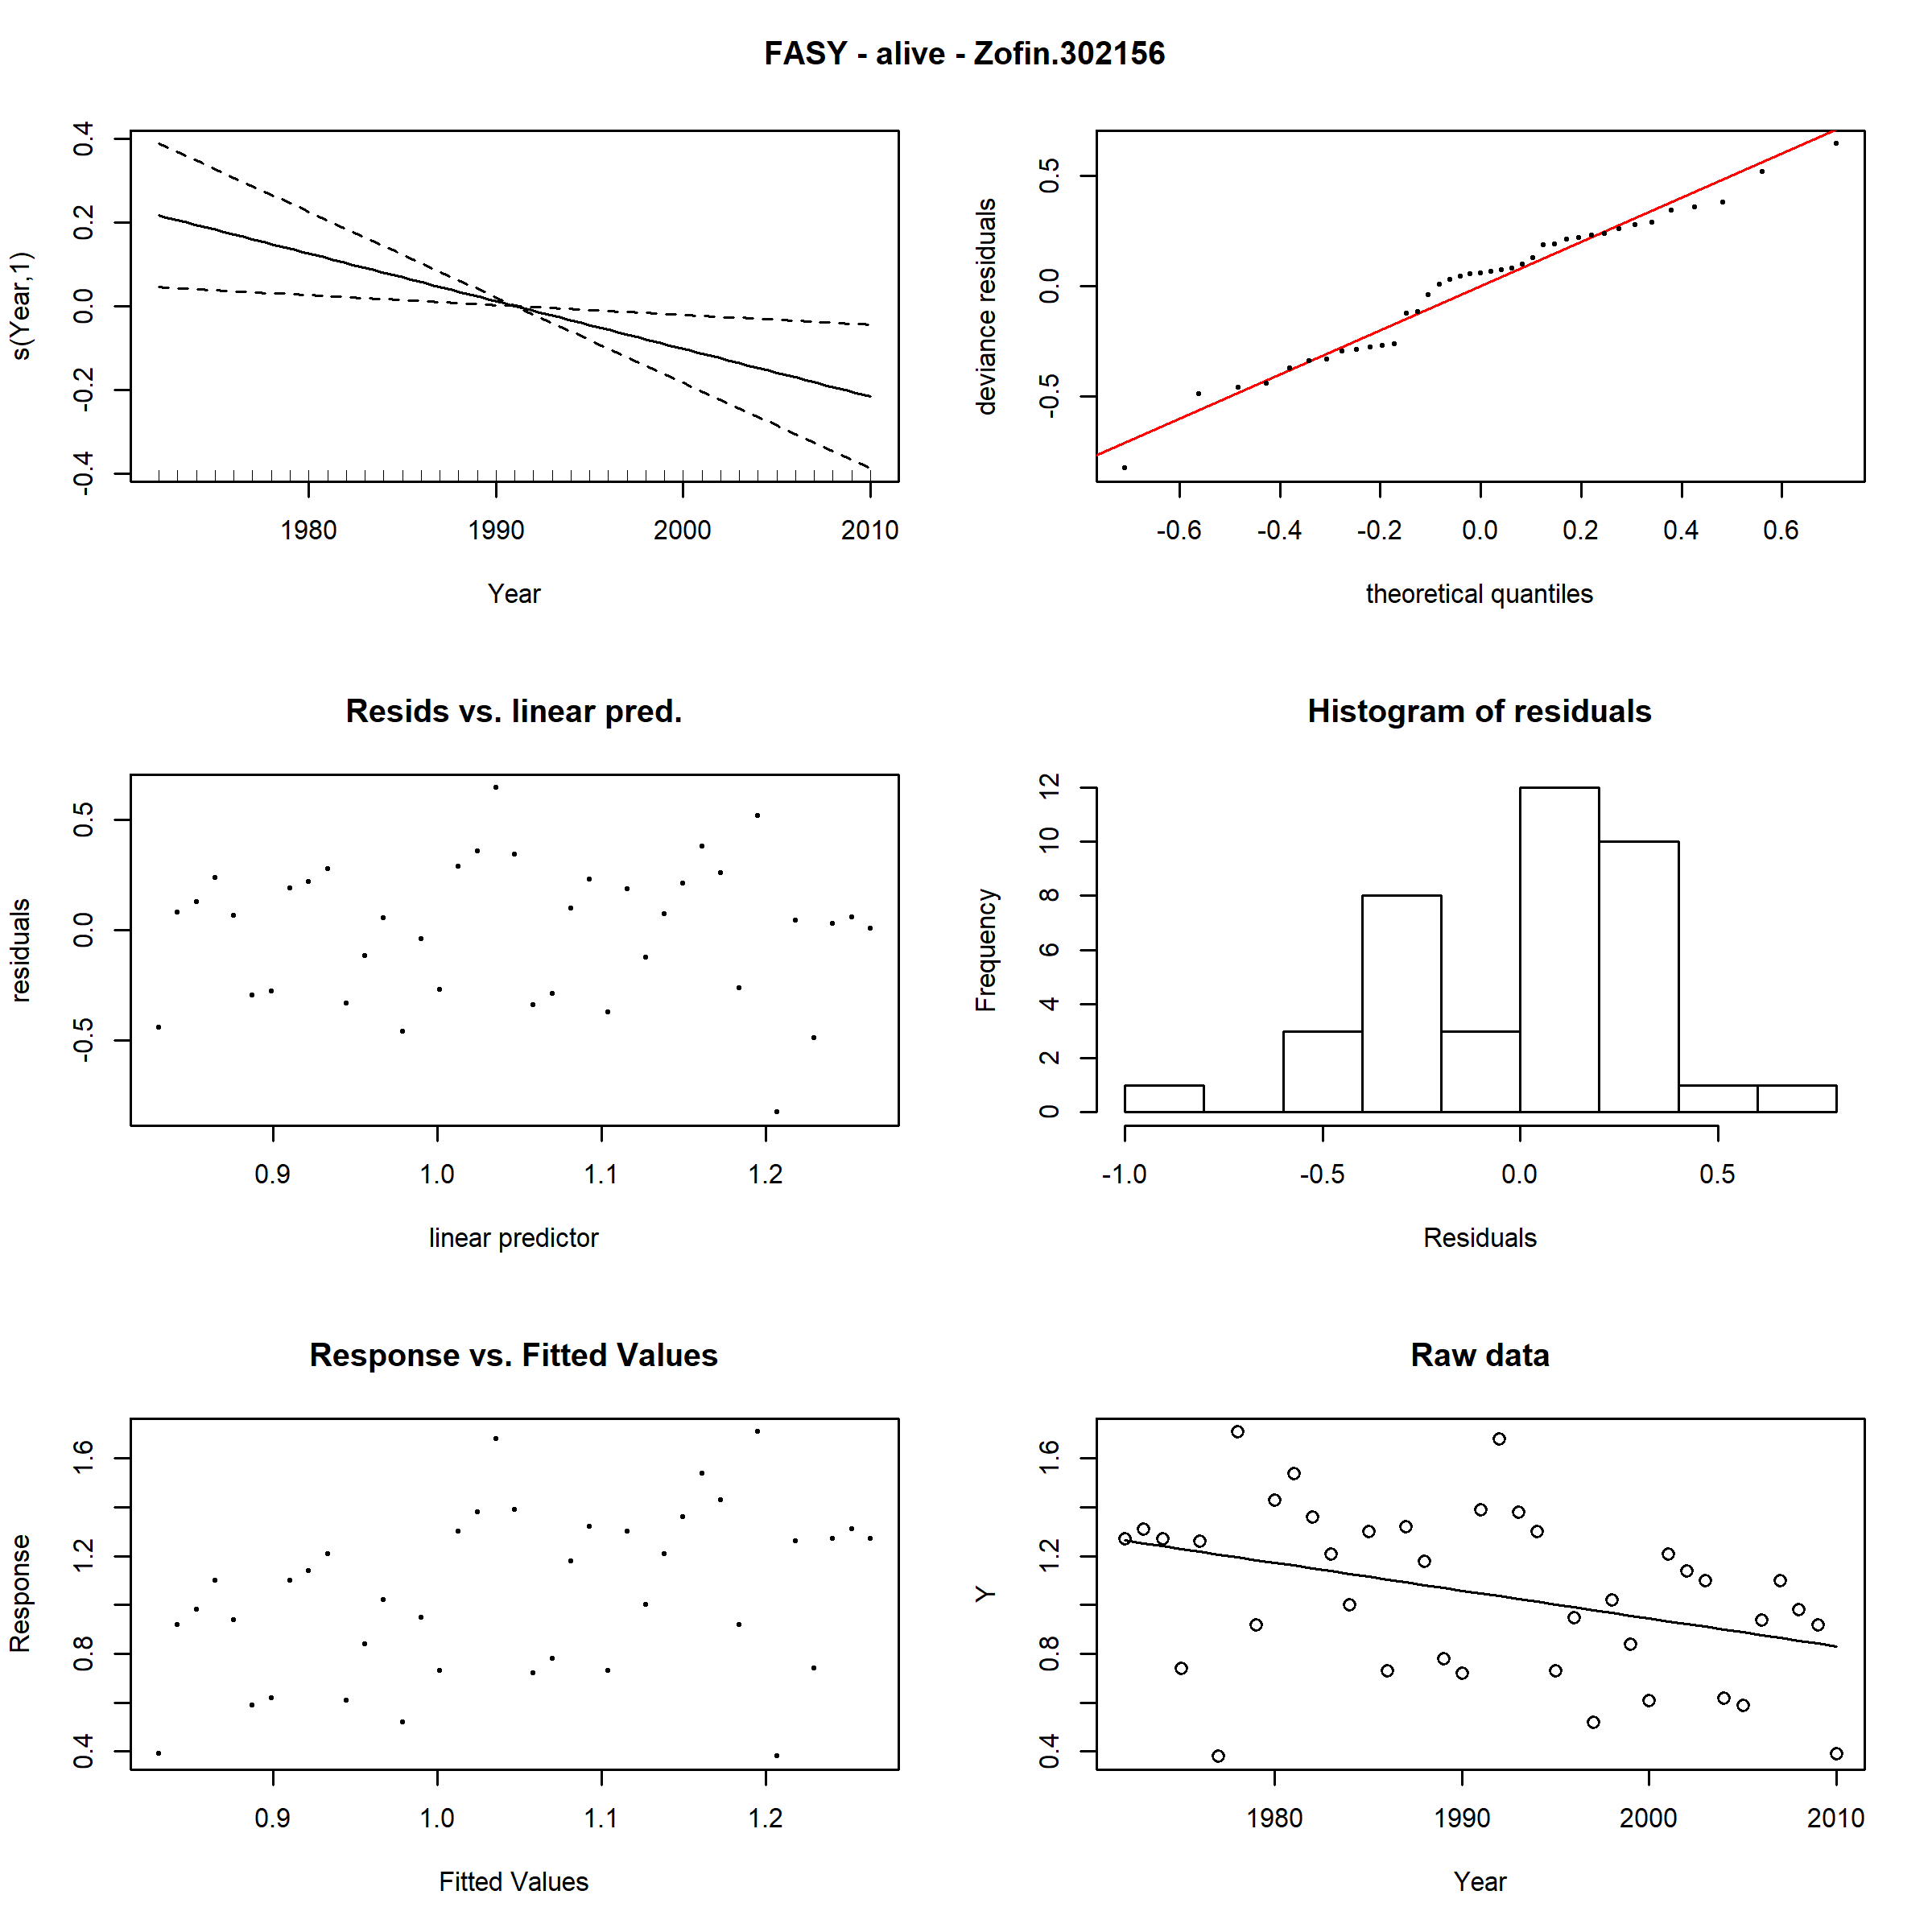 FASY - alive - Zofin.302156
s(Year,1)
0.4
0.2
0.0
-0.2
-0.4
1980 1990 2000 2010
Year
deviance residuals
0.5
0.0
-0.5
-0.6 -0.4 -0.2 0.0 0.2 0.4 0.6
theoretical quantiles
Resids vs. linear pred.
residuals
0.5
0.0
-0.5
0.9 1.0 1.1 1.2
linear predictor
Histogram of residuals
Frequency
12
10
8
6
4
2
0
-1.0 -0.5 0.0 0.5
Residuals
Response vs. Fitted Values
Response
1.6
1.2
0.8
0.4
0.9 1.0 1.1 1.2
Fitted Values
Raw data
Y
1.6
1.2
0.8
0.4
1980 1990 2000 2010
Year